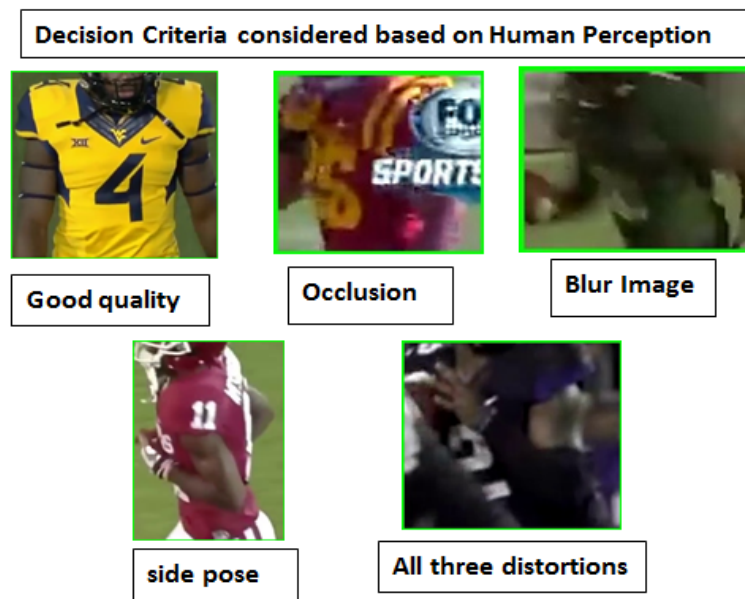 Decision Criteria considered based on Human Perception
XII
4
FOX
SPORTS
Good quality
Occlusion
Blur Image
11
side pose
All three distortions